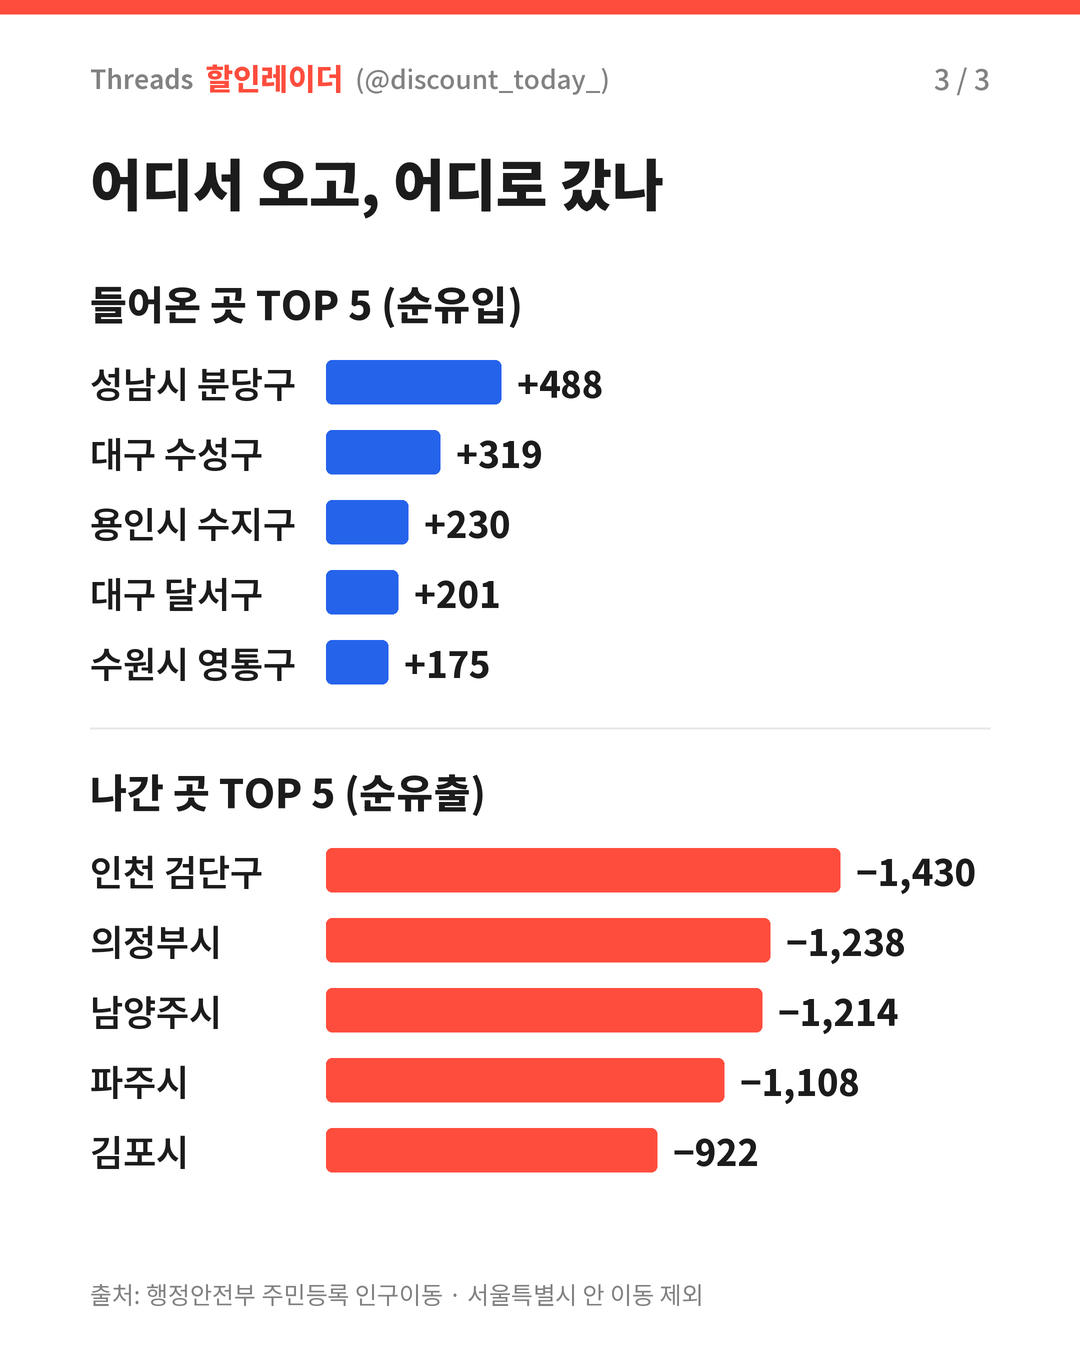 Threads 할인레이더 (@discount_today_) 3 / 3
어디서 오고, 어디로 갔나
들어온 곳 TOP 5 (순유입)
성남시 분당구 +488
대구 수성구 +319
용인시 수지구 +230
대구 달서구 +201
수원시 영통구 +175
나간 곳 TOP 5 (순유출)
인천 검단구 −1,430
의정부시 −1,238
남양주시 −1,214
파주시 −1,108
김포시 −922
출처: 행정안전부 주민등록 인구이동 · 서울특별시 안 이동 제외